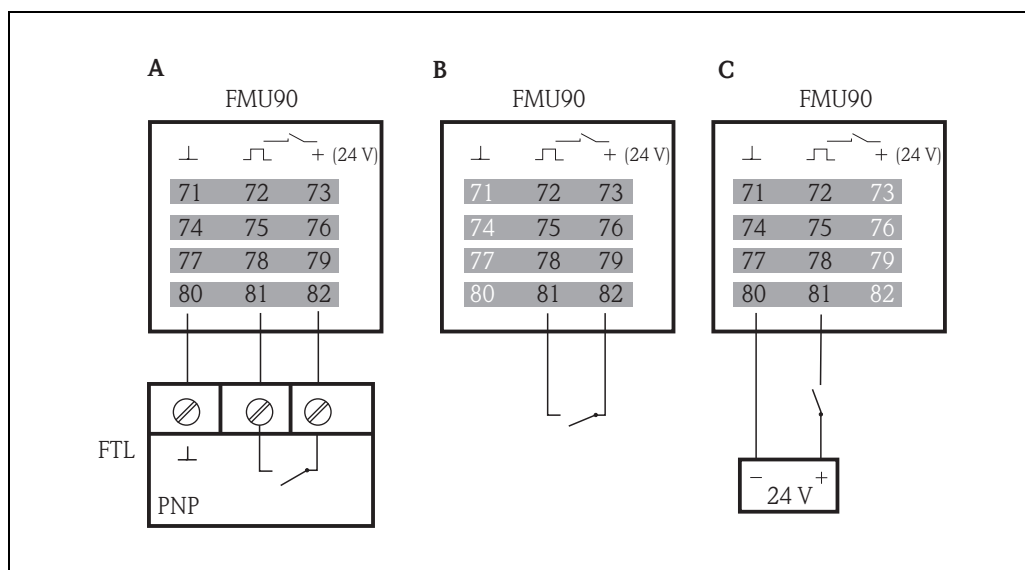 A
FMU90
+ (24 V)
71 72 73
74 75 76
77 78 79
80 81 82
FTL
PNP
B
FMU90
+ (24 V)
71 72 73
74 75 76
77 78 79
80 81 82
C
FMU90
+ (24 V)
71 72 73
74 75 76
77 78 79
80 81 82
- +
24 V